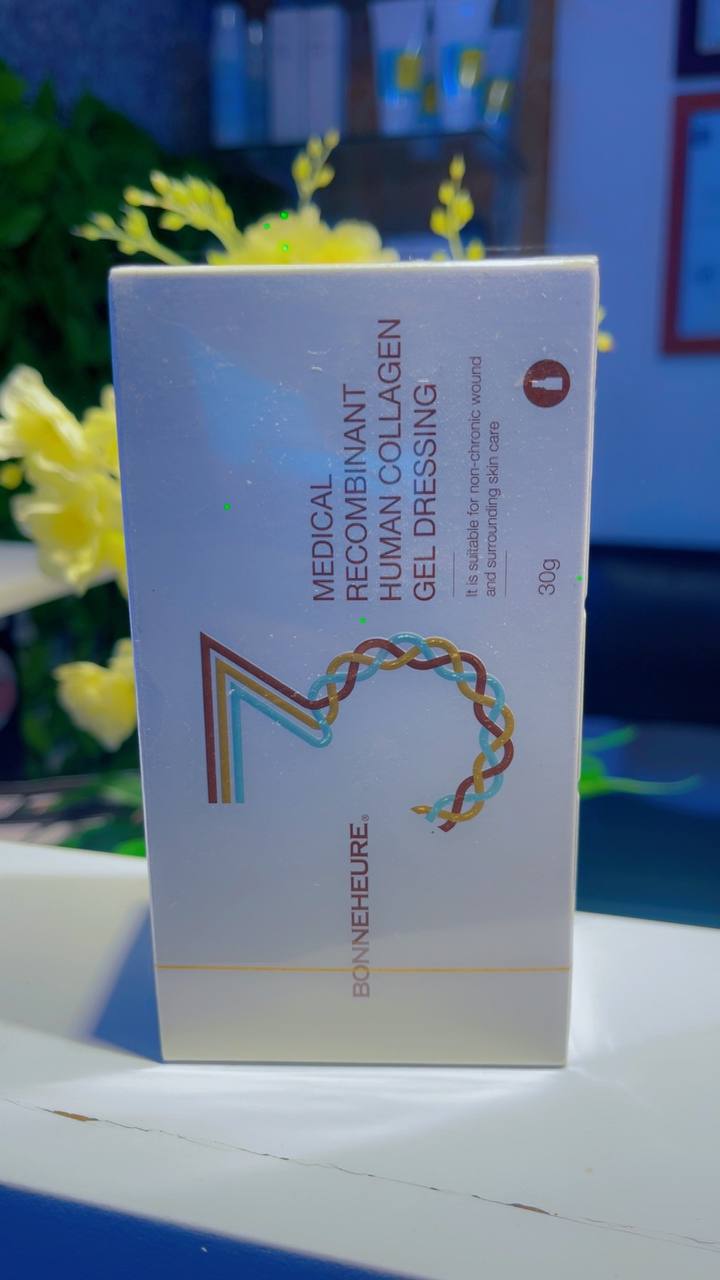 BONNEHEURE®
3
MEDICAL
RECOMBINANT
HUMAN COLLAGEN
GEL DRESSING
It is suitable for non-chronic wound
and surrounding skin care
30g